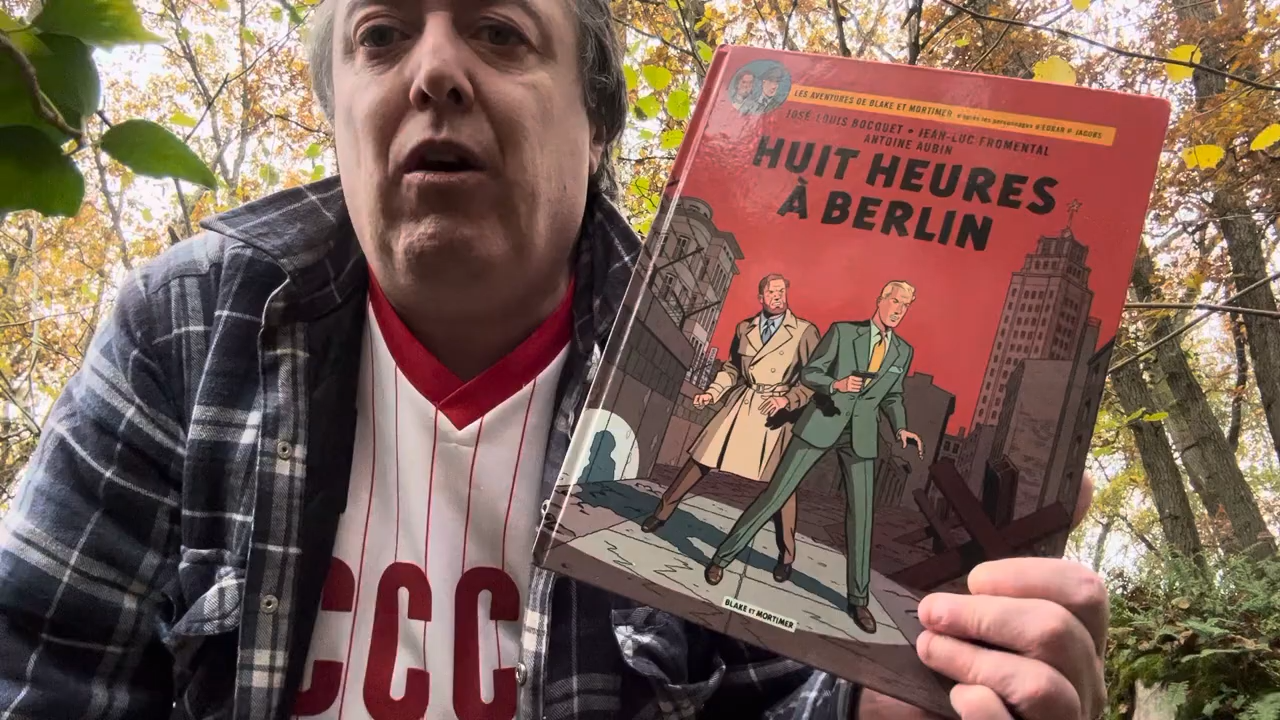 LES AVENTURES DE BLAKE ET MORTIMER d'après les personnages d'EDGAR P. JACOBS
JOSÉ-LOUIS BOCQUET • JEAN-LUC FROMENTAL
ANTOINE AUBIN
HUIT HEURES
À BERLIN
BLAKE ET MORTIMER
CCC